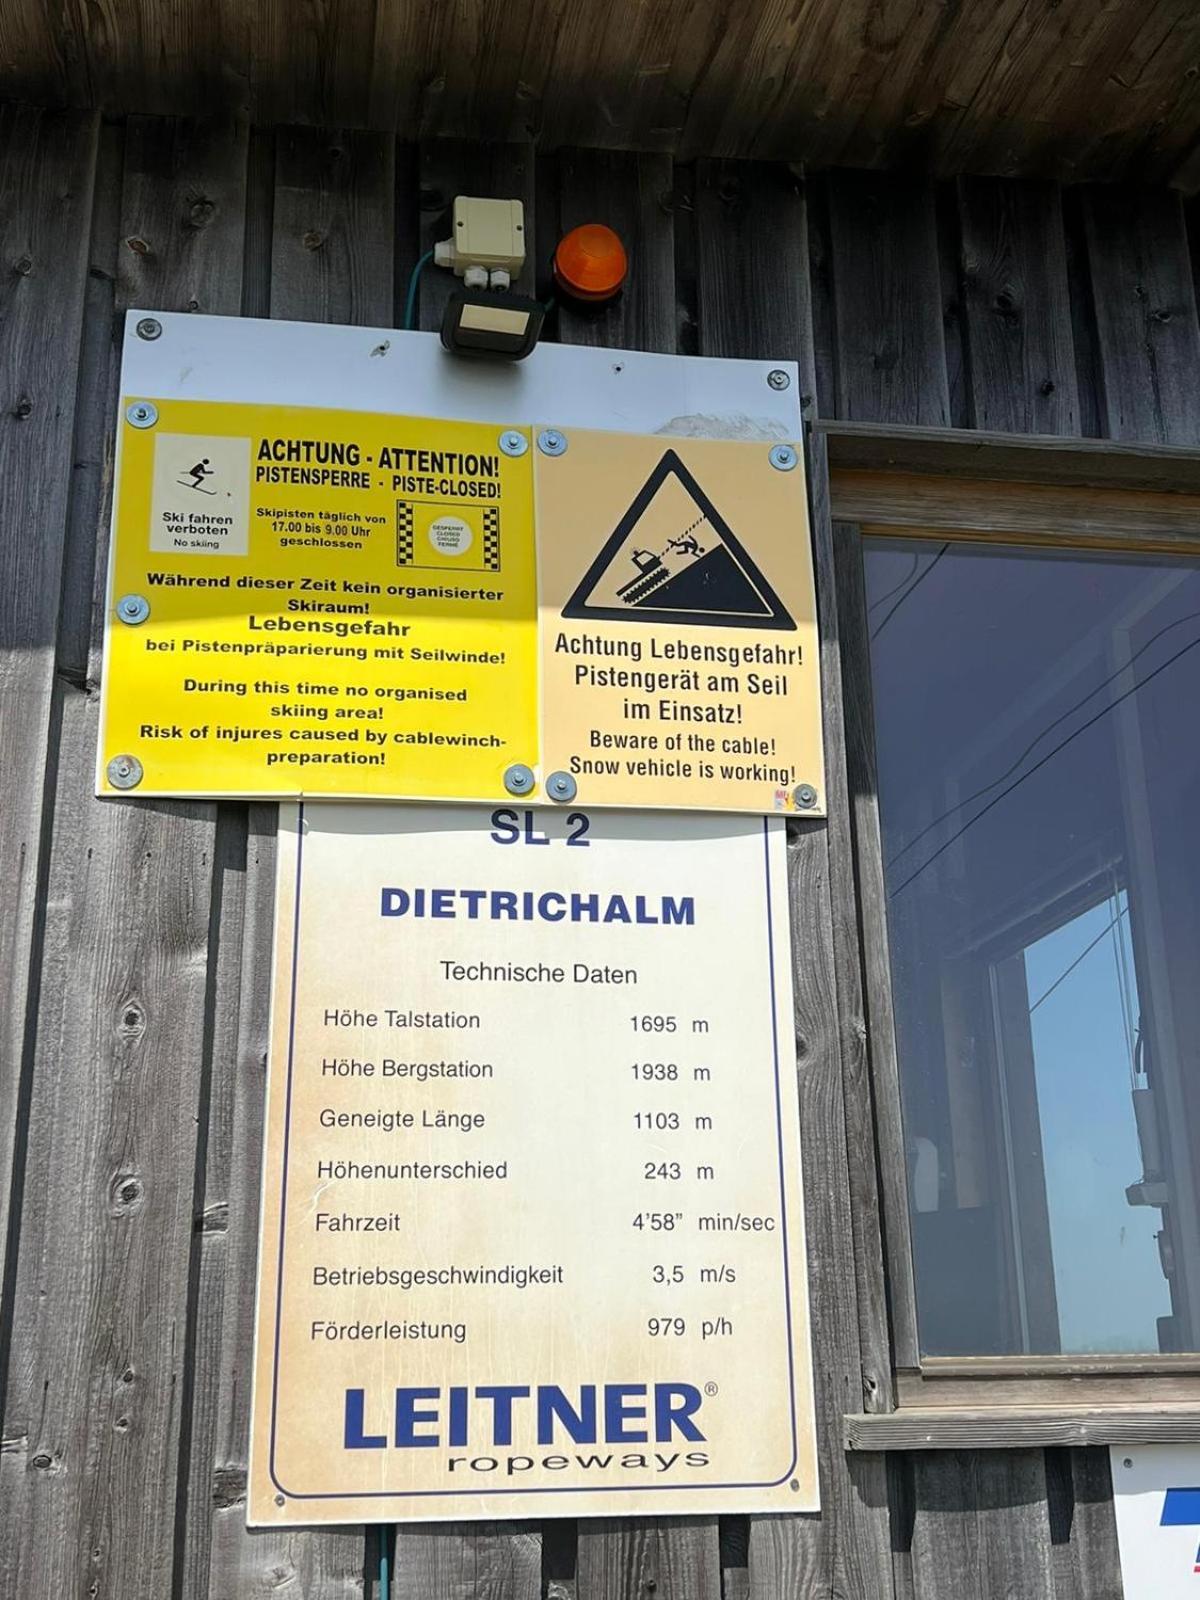 ACHTUNG - ATTENTION!
PISTENSPERRE - PISTE-CLOSED!
Ski fahren
verboten
No skiing
Skipisten täglich von
17.00 bis 9.00 Uhr
geschlossen
GESPERRT
CLOSED
CHIUSO
FERMÉ
Während dieser Zeit kein organisierter
Skiraum!
Lebensgefahr
bei Pistenpräparierung mit Seilwinde!
During this time no organised
skiing area!
Risk of injures caused by cablewinch-
preparation!
Achtung Lebensgefahr!
Pistengerät am Seil
im Einsatz!
Beware of the cable!
Snow vehicle is working!
SL 2
DIETRICHALM
Technische Daten
Höhe Talstation 1695 m
Höhe Bergstation 1938 m
Geneigte Länge 1103 m
Höhenunterschied 243 m
Fahrzeit 4'58” min/sec
Betriebsgeschwindigkeit 3,5 m/s
Förderleistung 979 p/h
LEITNER®
ropeways